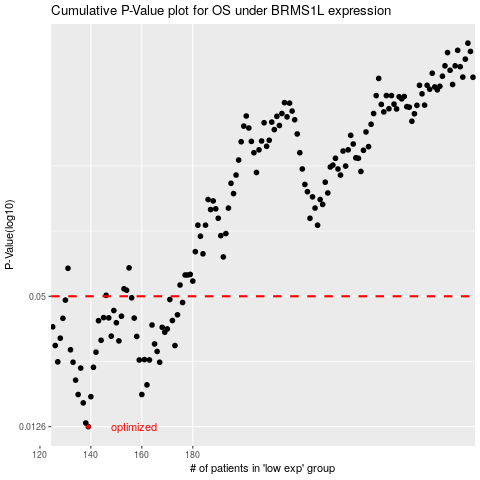 Cumulative P-Value plot for OS under BRMS1L expression
P-Value(log10)
0.05
0.0126
optimized
120 140 160 180
# of patients in 'low exp' group